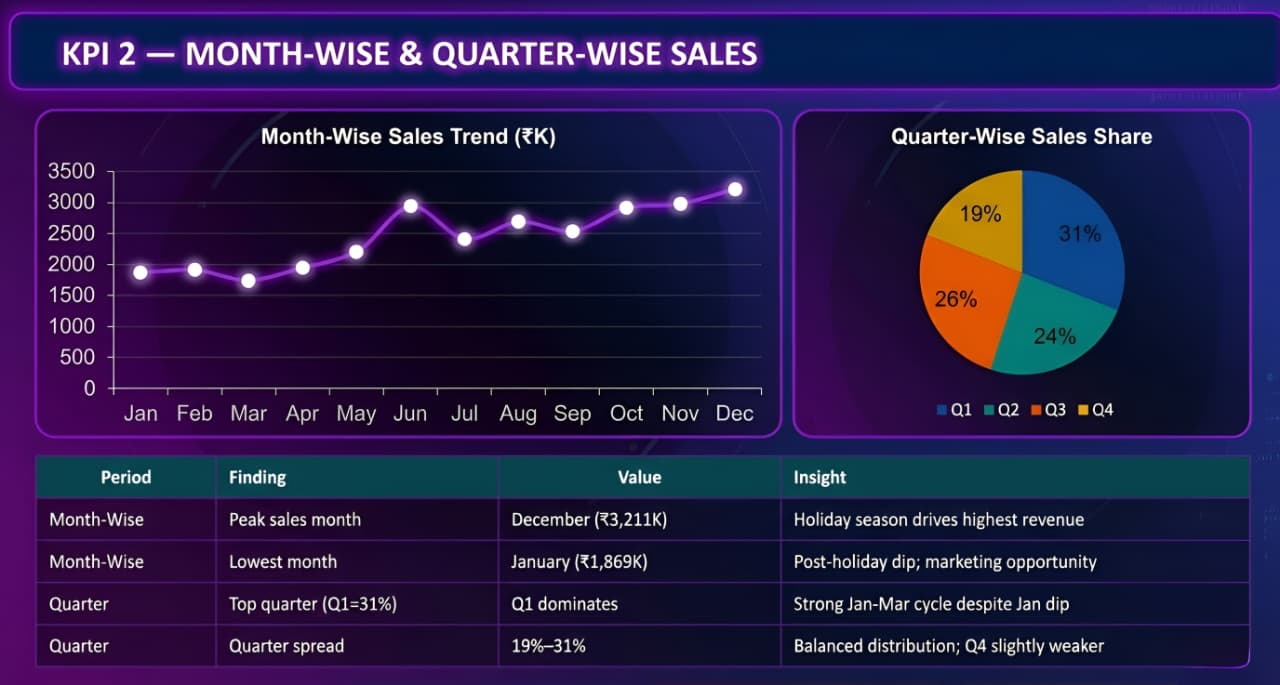 KPI 2 — MONTH-WISE & QUARTER-WISE SALES
Month-Wise Sales Trend (₹K)
3500
3000
2500
2000
1500
1000
500
0
Jan Feb Mar Apr May Jun Jul Aug Sep Oct Nov Dec
Quarter-Wise Sales Share
19%
31%
26%
24%
Q1 Q2 Q3 Q4
Period Finding Value Insight
Month-Wise Peak sales month December (₹3,211K) Holiday season drives highest revenue
Month-Wise Lowest month January (₹1,869K) Post-holiday dip; marketing opportunity
Quarter Top quarter (Q1=31%) Q1 dominates Strong Jan-Mar cycle despite Jan dip
Quarter Quarter spread 19%–31% Balanced distribution; Q4 slightly weaker